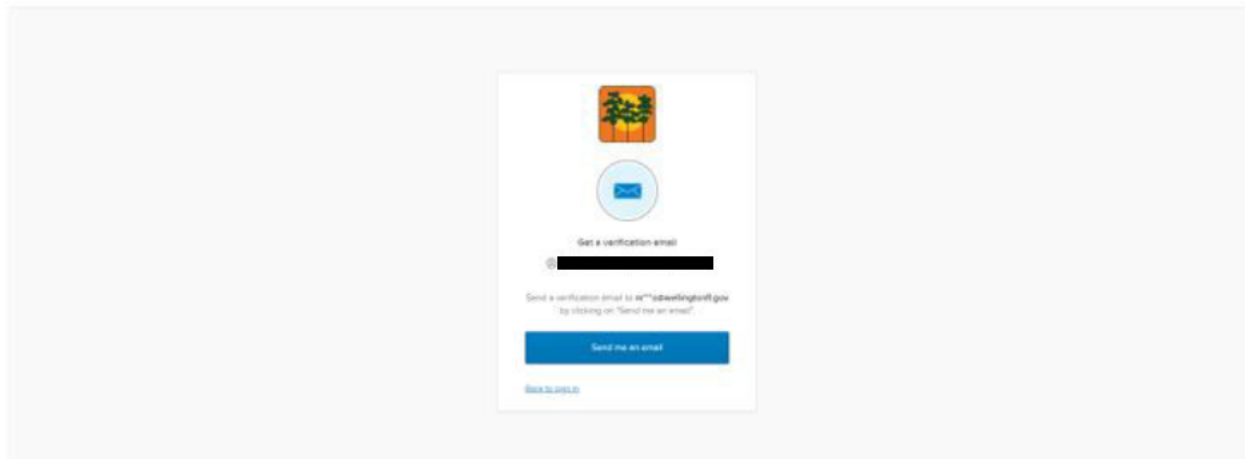 Get a verification email
Send a verification email to m***s@wellingtonfl.gov
by clicking on "Send me an email".
Send me an email
Back to sign in